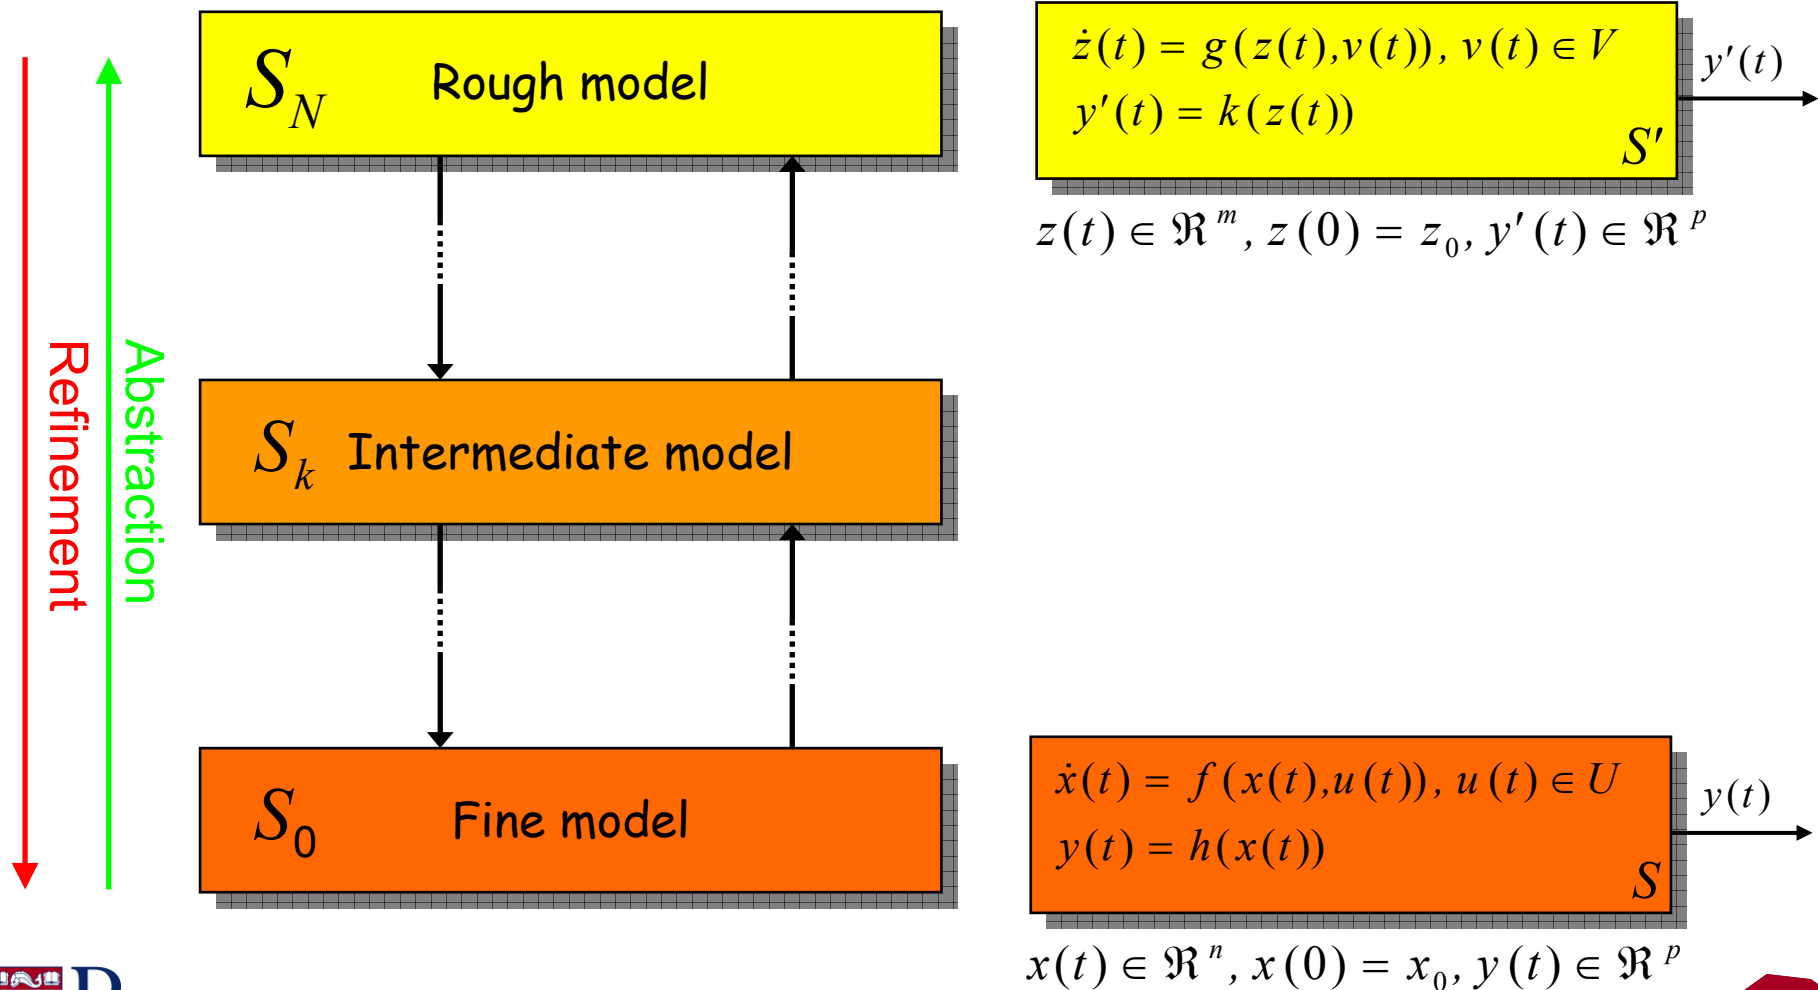 S_N Rough model
ż(t) = g(z(t),v(t)), v(t) ∈ V
y′(t) = k(z(t))
S′
y′(t)
z(t) ∈ ℜ^m, z(0) = z_0, y′(t) ∈ ℜ^p
Refinement
Abstraction
S_k Intermediate model
S_0 Fine model
ẋ(t) = f(x(t),u(t)), u(t) ∈ U
y(t) = h(x(t))
S
y(t)
x(t) ∈ ℜ^n, x(0) = x_0, y(t) ∈ ℜ^p